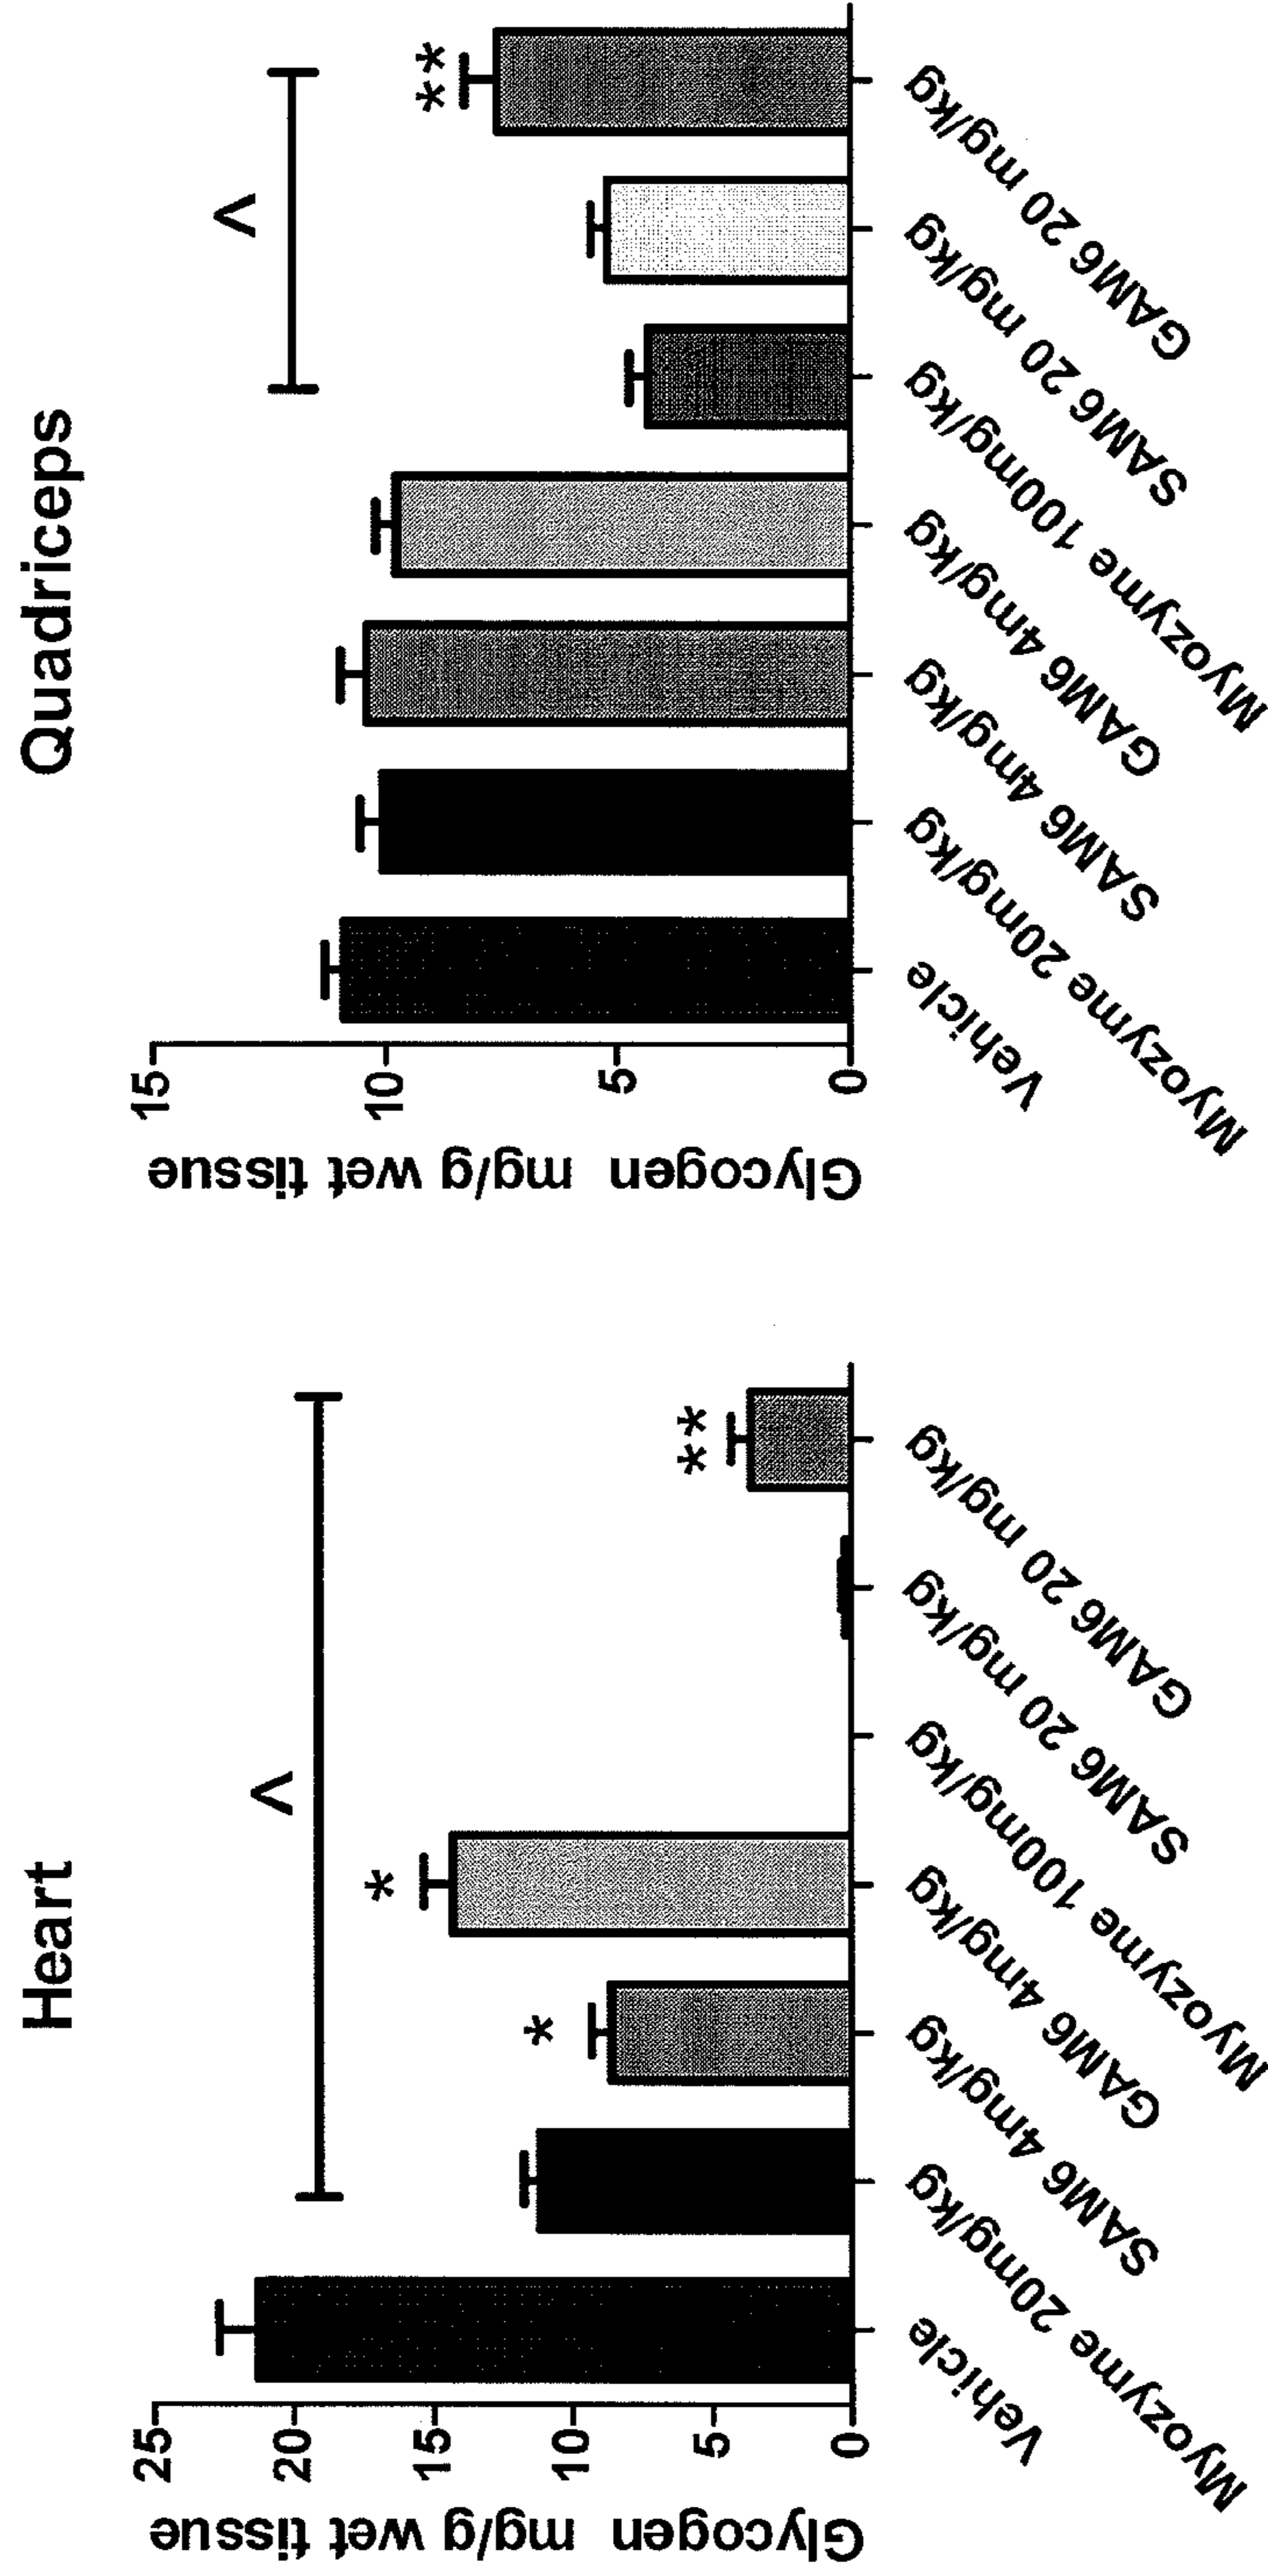 Heart
Glycogen mg/g wet tissue
25
20
15
10
5
0
*
*
**
<
Vehicle
Myozyme 20mg/kg
SAM6 4mg/kg
GAM6 4mg/kg
Myozyme 100mg/kg
SAM6 20 mg/kg
GAM6 20 mg/kg
Quadriceps
Glycogen mg/g wet tissue
15
10
5
0
**
<
Vehicle
Myozyme 20mg/kg
SAM6 4mg/kg
GAM6 4mg/kg
Myozyme 100mg/kg
SAM6 20 mg/kg
GAM6 20 mg/kg